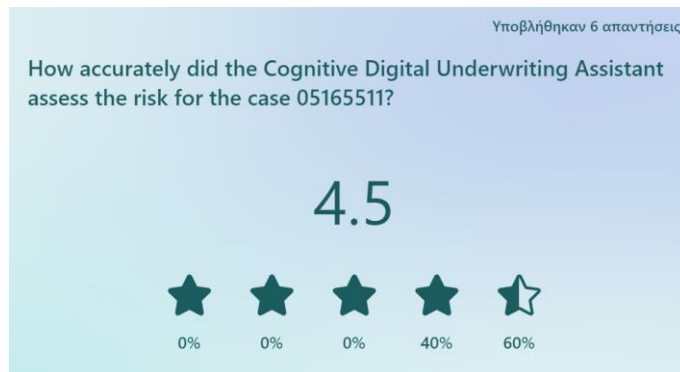 Υποβλήθηκαν 6 απαντήσεις
How accurately did the Cognitive Digital Underwriting Assistant
assess the risk for the case 05165511?
4.5
0% 0% 0% 40% 60%